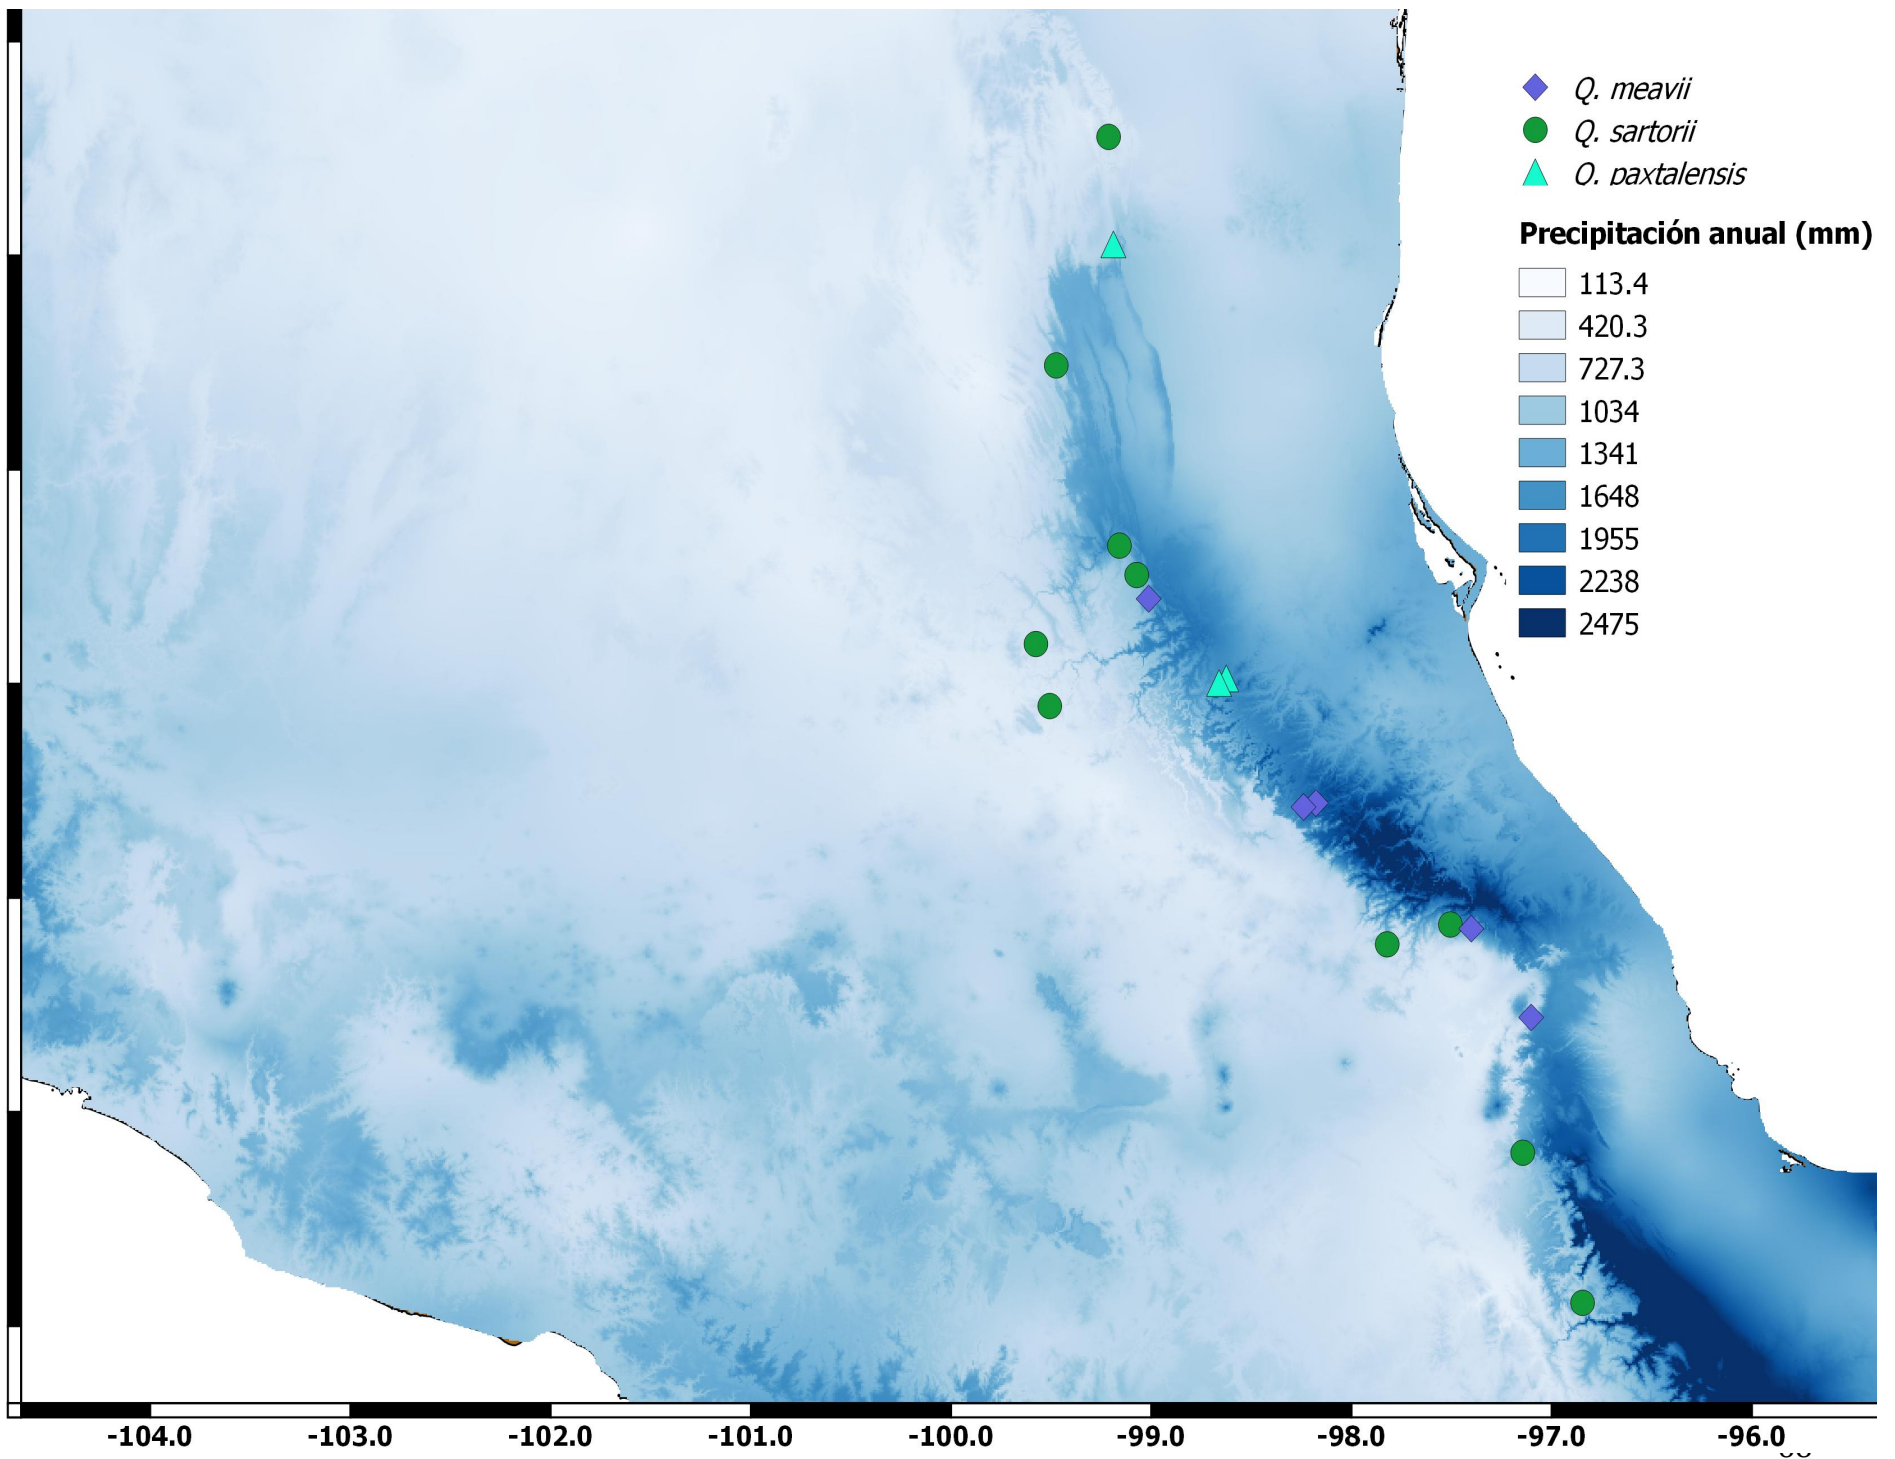 Q. meavii
Q. sartorii
Q. paxtalensis
Precipitación anual (mm)
113.4
420.3
727.3
1034
1341
1648
1955
2238
2475
-104.0 -103.0 -102.0 -101.0 -100.0 -99.0 -98.0 -97.0 -96.0